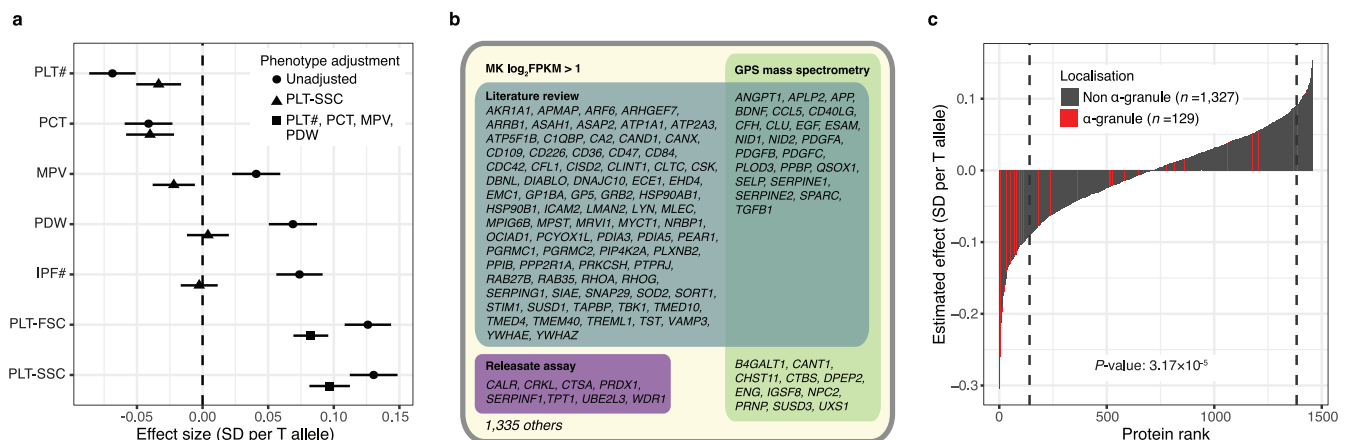 a
PLT#
PCT
MPV
PDW
IPF#
PLT-FSC
PLT-SSC
Phenotype adjustment
Unadjusted
PLT-SSC
PLT#, PCT, MPV,
PDW
−0.05
0.00
0.05
0.10
0.15
Effect size (SD per T allele)
b
MK log2FPKM > 1
Literature review
AKR1A1, APMAP, ARF6, ARHGEF7,
ARRB1, ASAH1, ASAP2, ATP1A1, ATP2A3,
ATP5F1B, C1QBP, CA2, CAND1, CANX,
CD109, CD226, CD36, CD47, CD84,
CDC42, CFL1, CISD2, CLINT1, CLTC, CSK,
DBNL, DIABLO, DNAJC10, ECE1, EHD4,
EMC1, GP1BA, GP5, GRB2, HSP90AB1,
HSP90B1, ICAM2, LMAN2, LYN, MLEC,
MPIG6B, MPST, MRVI1, MYCT1, NRBP1,
OCIAD1, PCYOX1L, PDIA3, PDIA5, PEAR1,
PGRMC1, PGRMC2, PIP4K2A, PLXNB2,
PPIB, PPP2R1A, PRKCSH, PTPRJ,
RAB27B, RAB35, RHOA, RHOG,
SERPING1, SIAE, SNAP29, SOD2, SORT1,
STIM1, SUSD1, TAPBP, TBK1, TMED10,
TMED4, TMEM40, TREML1, TST, VAMP3,
YWHAE, YWHAZ
GPS mass spectrometry
ANGPT1, APLP2, APP,
BDNF, CCL5, CD40LG,
CFH, CLU, EGF, ESAM,
NID1, NID2, PDGFA,
PDGFB, PDGFC,
PLOD3, PPBP, QSOX1,
SELP, SERPINE1,
SERPINE2, SPARC,
TGFB1
Releasate assay
CALR, CRKL, CTSA, PRDX1,
SERPINF1,TPT1, UBE2L3, WDR1
B4GALT1, CANT1,
CHST11, CTBS, DPEP2,
ENG, IGSF8, NPC2,
PRNP, SUSD3, UXS1
1,335 others
c
Estimated effect (SD per T allele)
0.1
0.0
−0.1
−0.2
−0.3
Localisation
Non α-granule (n =1,327)
α-granule (n =129)
P-value: 3.17×10-5
0
500
1000
1500
Protein rank